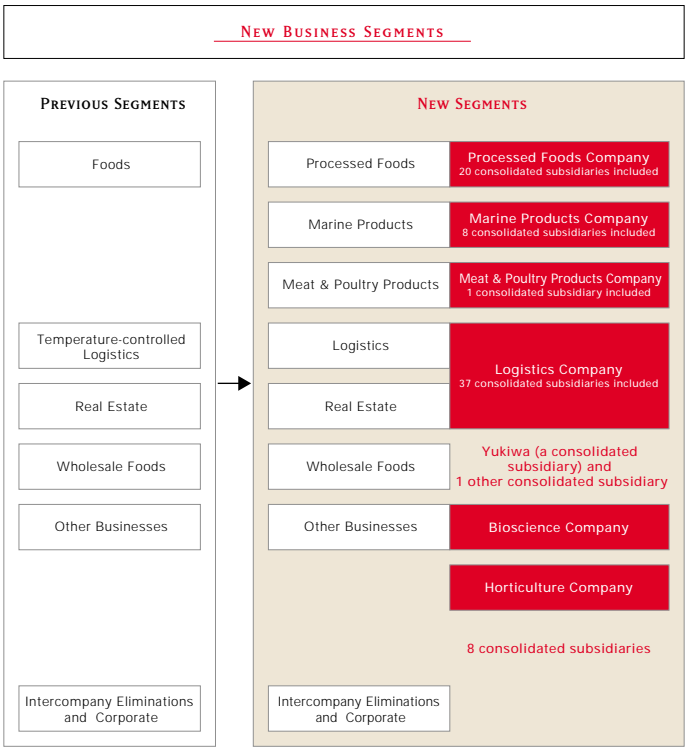 NEW BUSINESS SEGMENTS
PREVIOUS SEGMENTS
Foods
Temperature-controlled
Logistics
Real Estate
Wholesale Foods
Other Businesses
Intercompany Eliminations
and Corporate
NEW SEGMENTS
Processed Foods
Processed Foods Company
20 consolidated subsidiaries included
Marine Products
Marine Products Company
8 consolidated subsidiaries included
Meat & Poultry Products
Meat & Poultry Products Company
1 consolidated subsidiary included
Logistics
Real Estate
Logistics Company
37 consolidated subsidiaries included
Wholesale Foods
Yukiwa (a consolidated
subsidiary) and
1 other consolidated subsidiary
Other Businesses
Bioscience Company
Horticulture Company
8 consolidated subsidiaries
Intercompany Eliminations
and Corporate